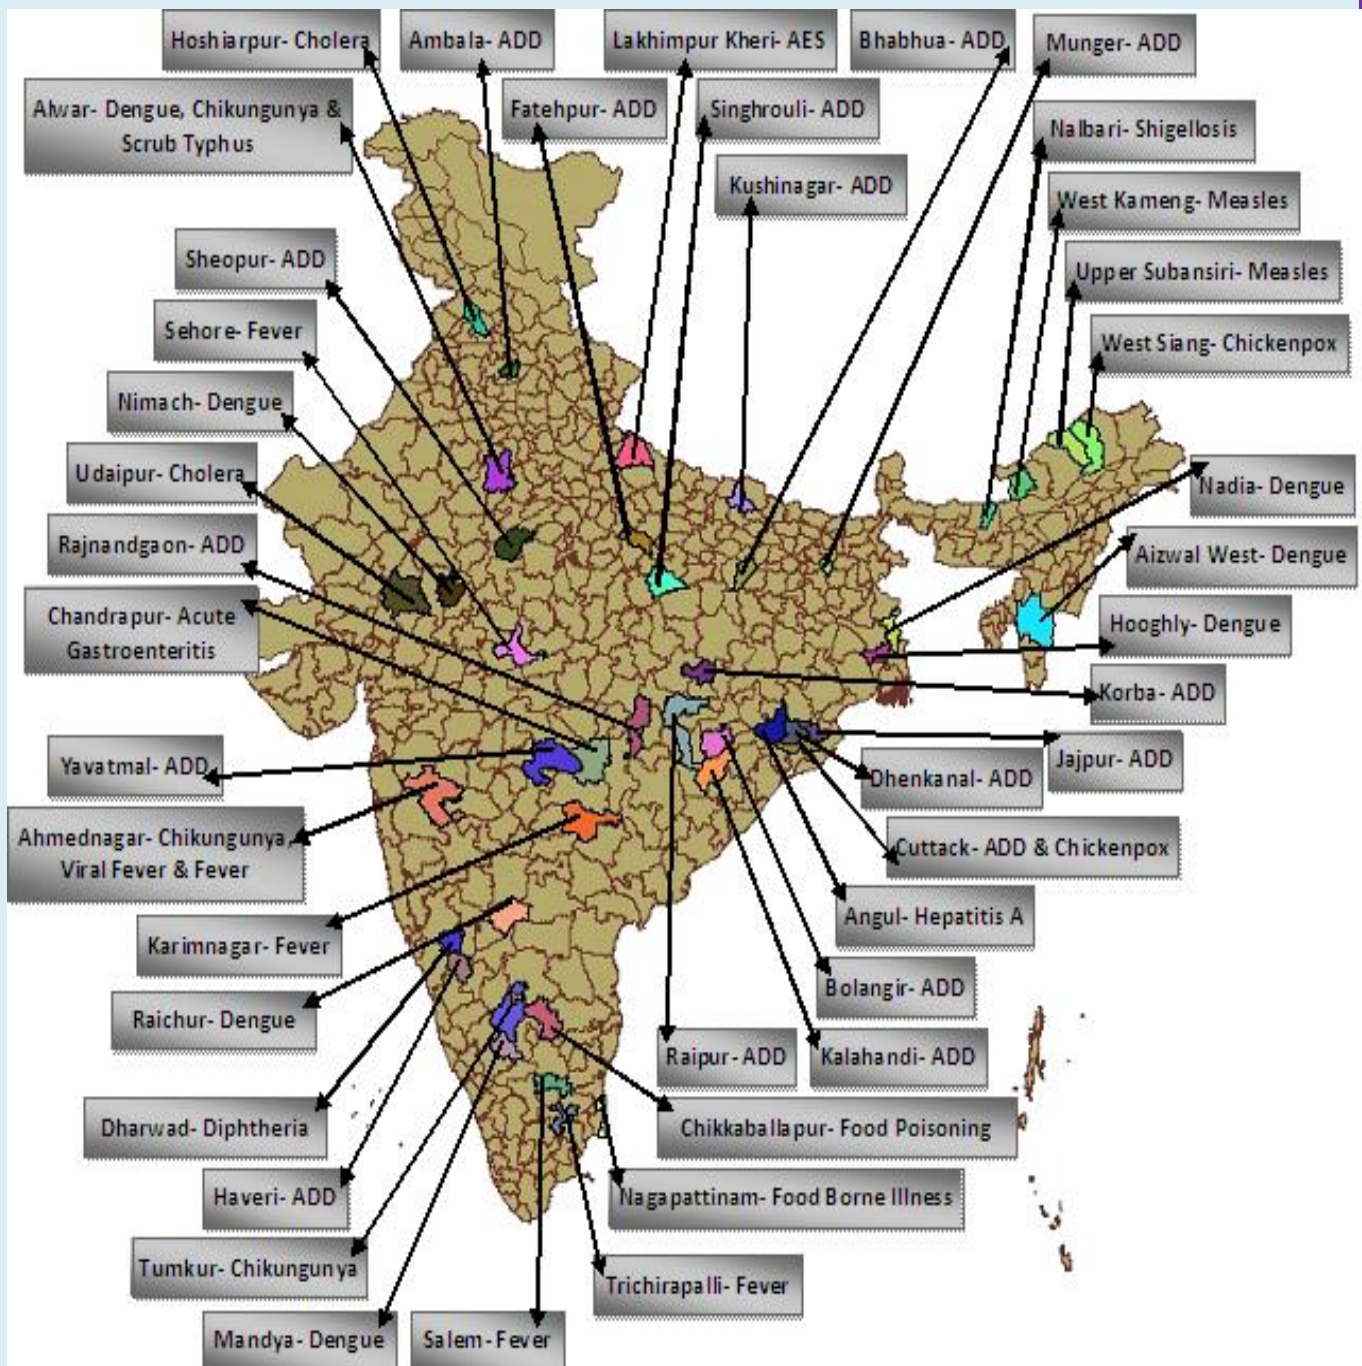 Hoshiarpur- Cholera
Ambala- ADD
Lakhimpur Kheri- AES
Bhabhua- ADD
Munger- ADD
Alwar- Dengue, Chikungunya &
Scrub Typhus
Fatehpur- ADD
Singhrouli- ADD
Nalbari- Shigellosis
Kushinagar- ADD
West Kameng- Measles
Sheopur- ADD
Upper Subansiri- Measles
Sehore- Fever
West Siang- Chickenpox
Nimach- Dengue
Udaipur- Cholera
Nadia- Dengue
Rajnandgaon- ADD
Aizwal West- Dengue
Chandrapur- Acute
Gastroenteritis
Hooghly- Dengue
Korba- ADD
Yavatmal- ADD
Jajpur- ADD
Dhenkanal- ADD
Ahmednagar- Chikungunya,
Viral Fever & Fever
Cuttack- ADD & Chickenpox
Angul- Hepatitis A
Karimnagar- Fever
Bolangir- ADD
Raichur- Dengue
Raipur- ADD
Kalahandi- ADD
Dharwad- Diphtheria
Chikkaballapur- Food Poisoning
Haveri- ADD
Nagapattinam- Food Borne Illness
Tumkur- Chikungunya
Trichirapalli- Fever
Mandya- Dengue
Salem- Fever